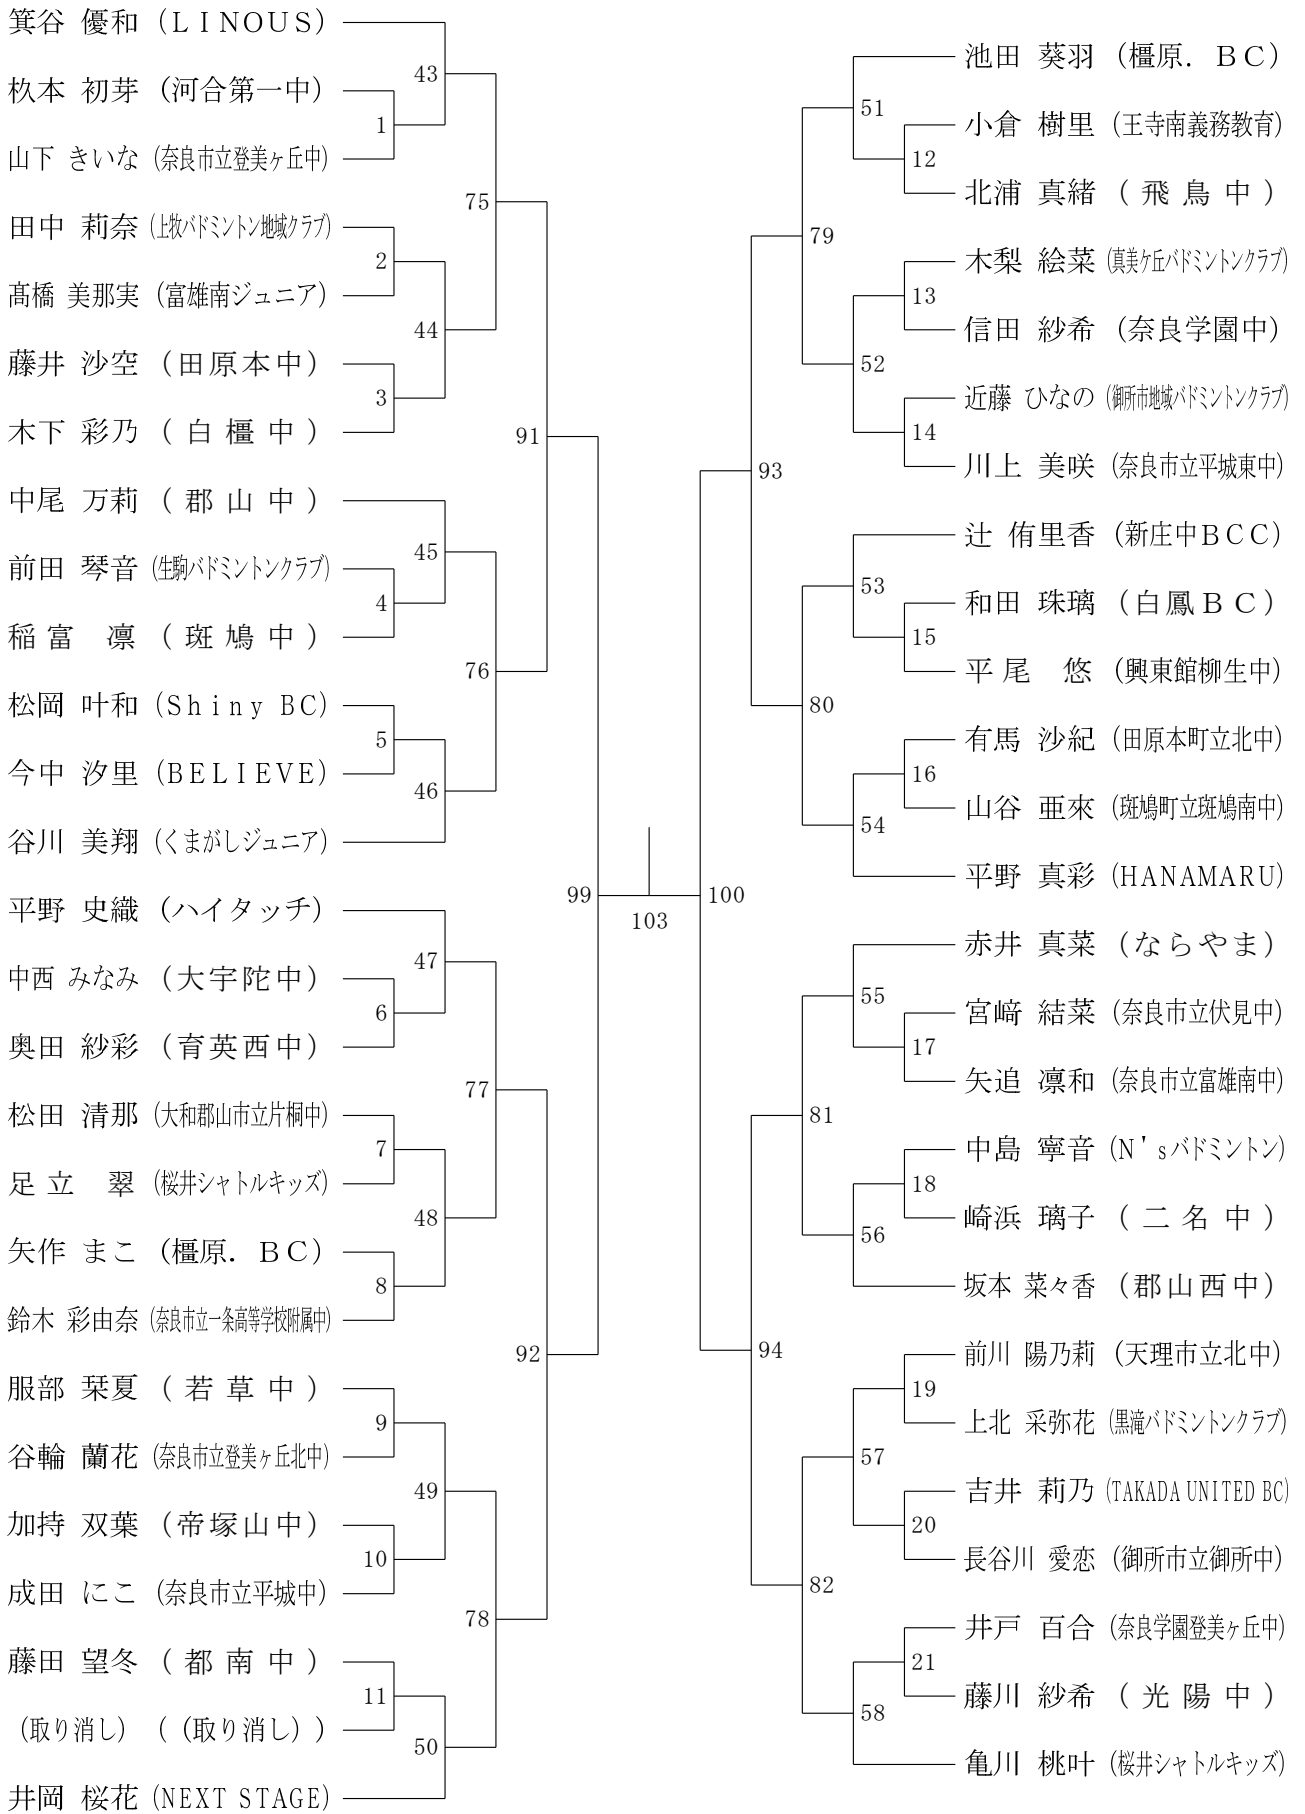 箕谷 優和 (ＬＩＮＯＵＳ)
杦本 初芽 (河合第一中)
山下 きいな (奈良市立登美ヶ丘中)
田中 莉奈 (上牧バドミントン地域クラブ)
髙橋 美那実 (富雄南ジュニア)
藤井 沙空 (田原本中)
木下 彩乃 (白橿中)
中尾 万莉 (郡山中)
前田 琴音 (生駒バドミントンクラブ)
稲富 凛 (斑鳩中)
松岡 叶和 (Shiny BC)
今中 汐里 (BELIEVE)
谷川 美翔 (くまがしジュニア)
平野 史織 (ハイタッチ)
中西 みなみ (大宇陀中)
奥田 紗彩 (育英西中)
松田 清那 (大和郡山市立片桐中)
足立 翠 (桜井シャトルキッズ)
矢作 まこ (橿原．ＢＣ)
鈴木 彩由奈 (奈良市立一条高等学校附属中)
服部 栞夏 (若草中)
谷輪 蘭花 (奈良市立登美ヶ丘北中)
加持 双葉 (帝塚山中)
成田 にこ (奈良市立平城中)
藤田 望冬 (都南中)
(取り消し) ((取り消し))
井岡 桜花 (NEXT STAGE)
43
1
75
2
44
3
91
45
4
76
5
46
99
47
6
77
7
48
8
92
9
49
10
78
11
50
103
100
51
12
79
13
52
14
93
53
15
80
16
54
55
17
81
18
56
94
19
57
20
82
21
58
池田 葵羽 (橿原．ＢＣ)
小倉 樹里 (王寺南義務教育)
北浦 真緒 (飛鳥中)
木梨 絵菜 (真美ケ丘バドミントンクラブ)
信田 紗希 (奈良学園中)
近藤 ひなの (御所市地域バドミントンクラブ)
川上 美咲 (奈良市立平城東中)
辻 侑里香 (新庄中ＢＣＣ)
和田 珠璃 (白鳳ＢＣ)
平尾 悠 (興東館柳生中)
有馬 沙紀 (田原本町立北中)
山谷 亜來 (斑鳩町立斑鳩南中)
平野 真彩 (HANAMARU)
赤井 真菜 (ならやま)
宮﨑 結菜 (奈良市立伏見中)
矢追 凛和 (奈良市立富雄南中)
中島 寧音 (N'sバドミントン)
崎浜 璃子 (二名中)
坂本 菜々香 (郡山西中)
前川 陽乃莉 (天理市立北中)
上北 采弥花 (黒滝バドミントンクラブ)
吉井 莉乃 (TAKADA UNITED BC)
長谷川 愛恋 (御所市立御所中)
井戸 百合 (奈良学園登美ヶ丘中)
藤川 紗希 (光陽中)
亀川 桃叶 (桜井シャトルキッズ)